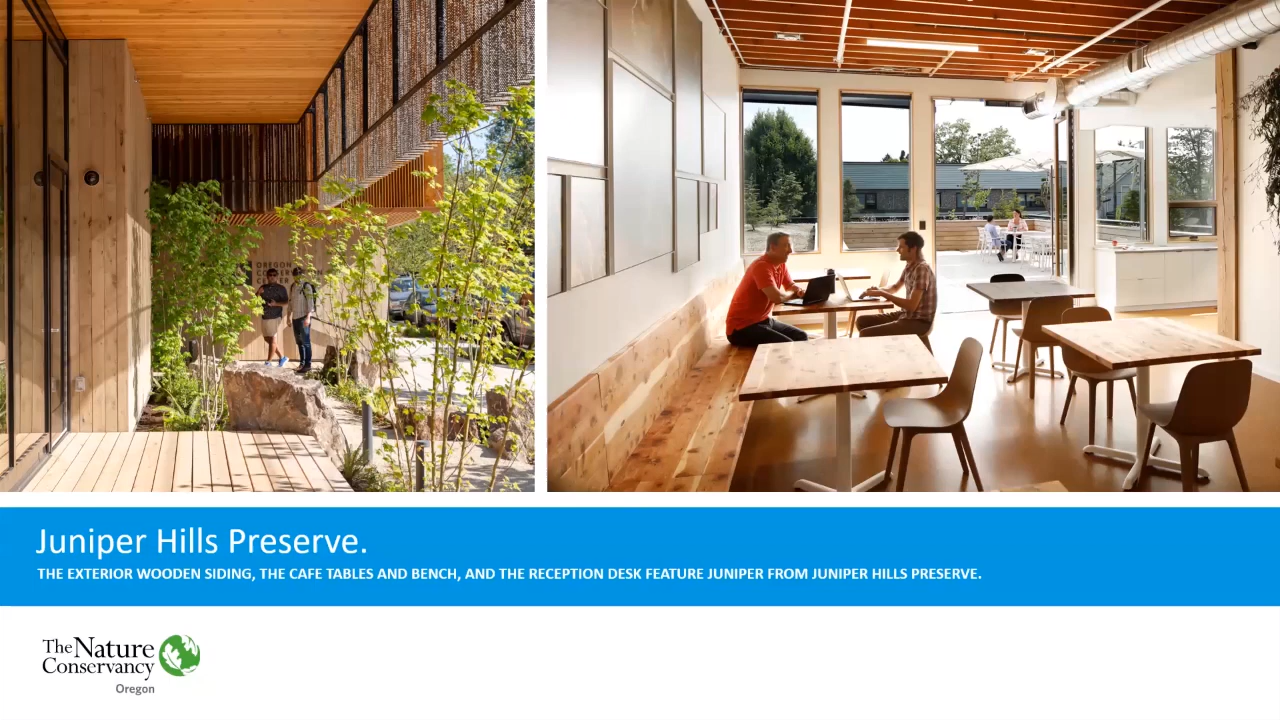 OREGON
Juniper Hills Preserve.
THE EXTERIOR WOODEN SIDING, THE CAFE TABLES AND BENCH, AND THE RECEPTION DESK FEATURE JUNIPER FROM JUNIPER HILLS PRESERVE.
The Nature
Conservancy
Oregon